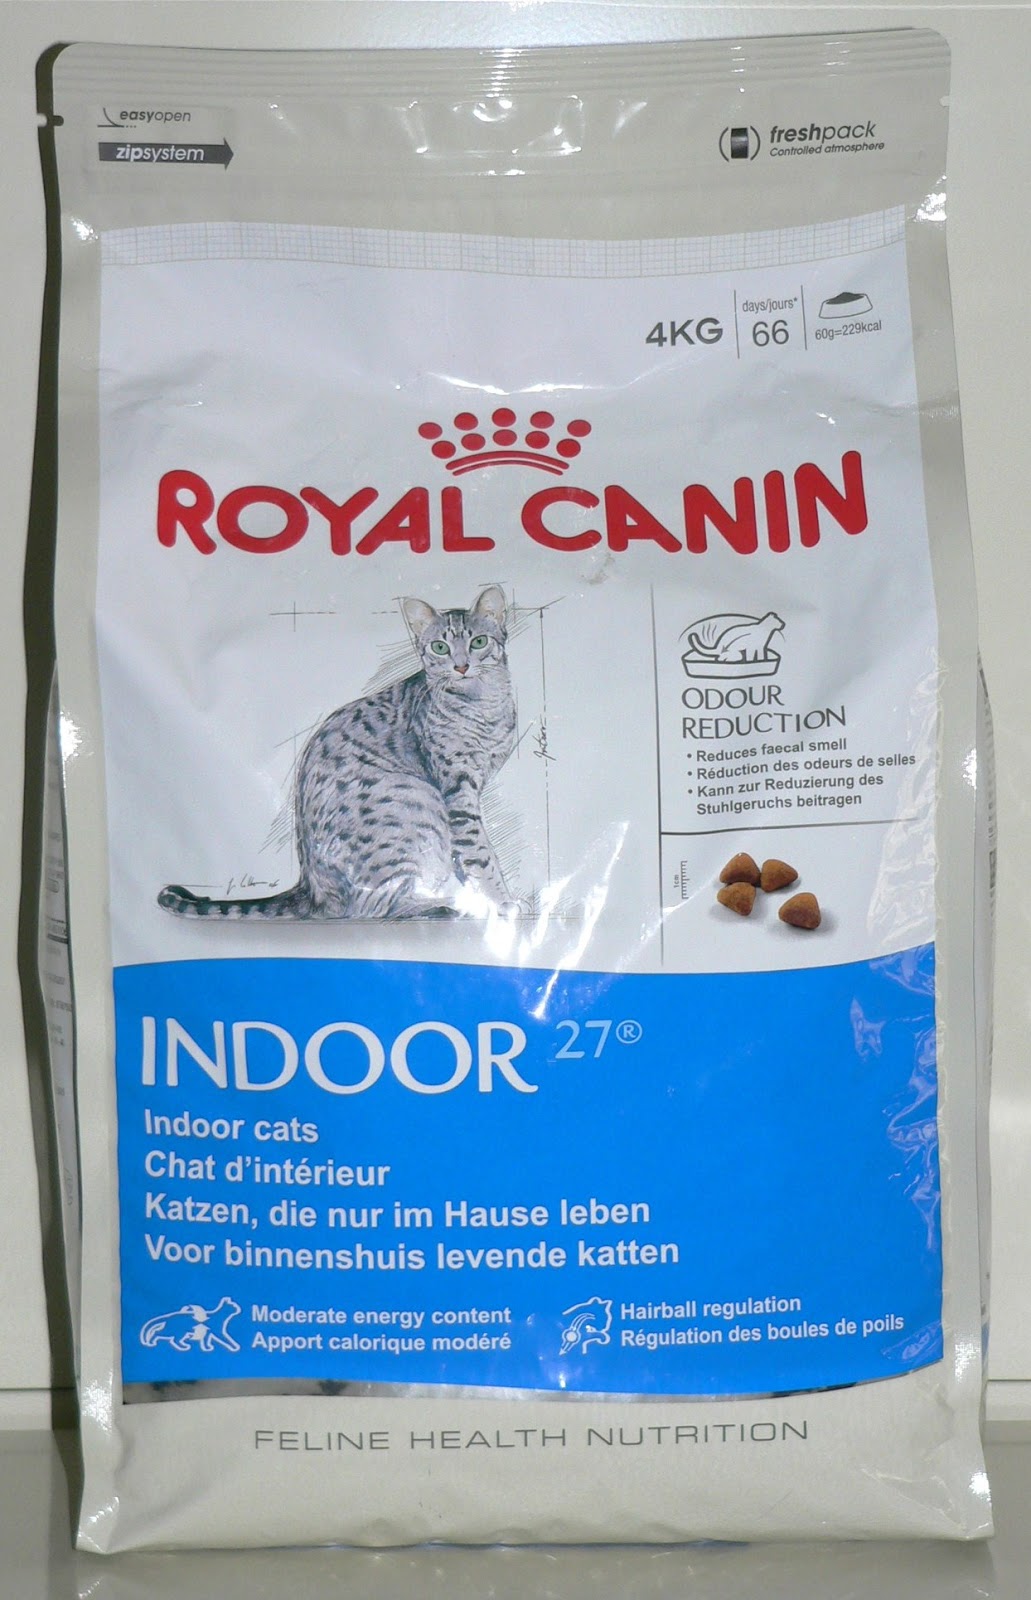 easyopen
zipsystem
freshpack
Controlled atmosphere
4KG
days/jours*
66
60g=229kcal
ROYAL CANIN
ODOUR
REDUCTION
• Reduces faecal smell
• Réduction des odeurs de selles
• Kann zur Reduzierung des
Stuhlgeruchs beitragen
1cm
INDOOR 27®
Indoor cats
Chat d'intérieur
Katzen, die nur im Hause leben
Voor binnenshuis levende katten
Moderate energy content
Apport calorique modéré
Hairball regulation
Régulation des boules de poils
FELINE HEALTH NUTRITION